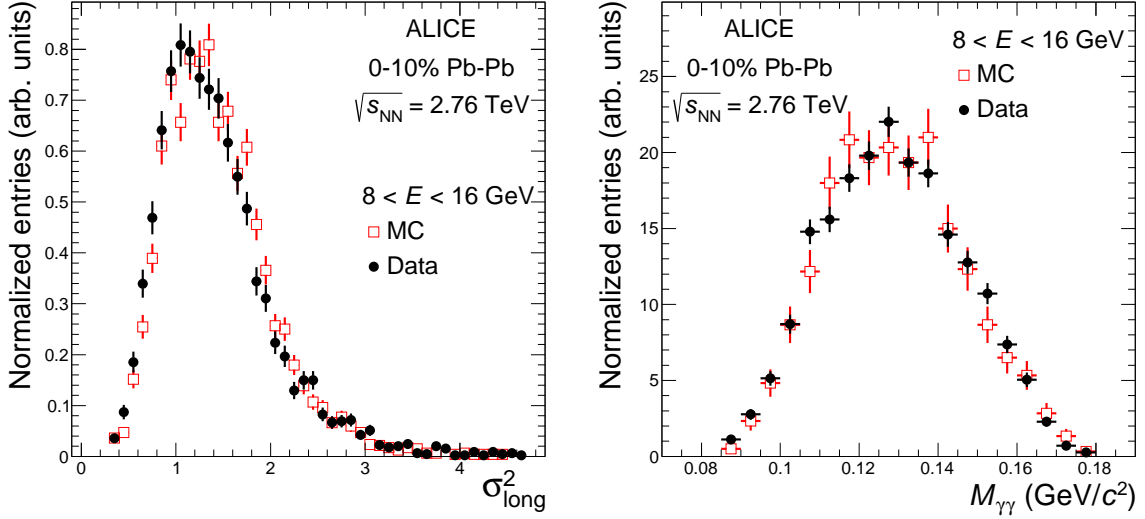 Normalized entries (arb. units)
0.8
0.7
0.6
0.5
0.4
0.3
0.2
0.1
0
0 1 2 3 4
σ²long
ALICE
0-10% Pb-Pb
√sNN = 2.76 TeV
8 < E < 16 GeV
MC
Data
Normalized entries (arb. units)
25
20
15
10
5
0
0.08 0.1 0.12 0.14 0.16 0.18
Mγγ (GeV/c²)
ALICE
0-10% Pb-Pb
√sNN = 2.76 TeV
8 < E < 16 GeV
MC
Data